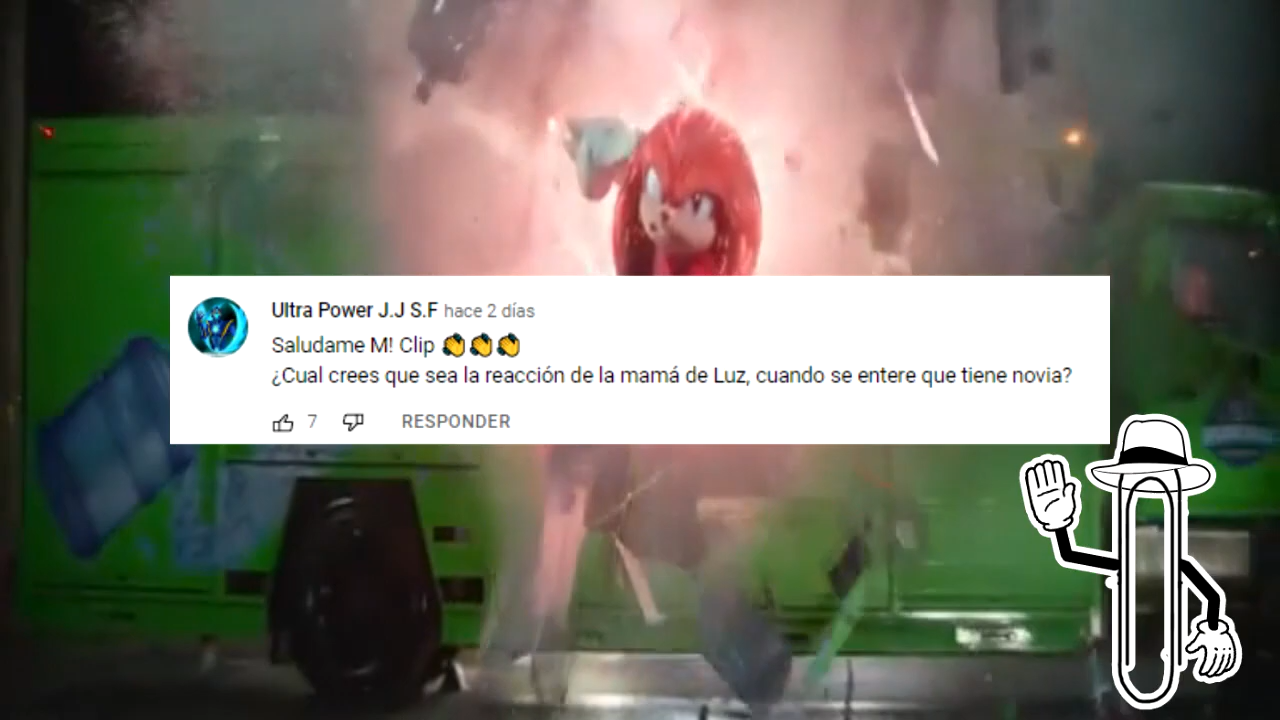 Ultra Power J.J S.F hace 2 días
Saludame M! Clip 👏👏👏
¿Cual crees que sea la reacción de la mamá de Luz, cuando se entere que tiene novia?
7 RESPONDER